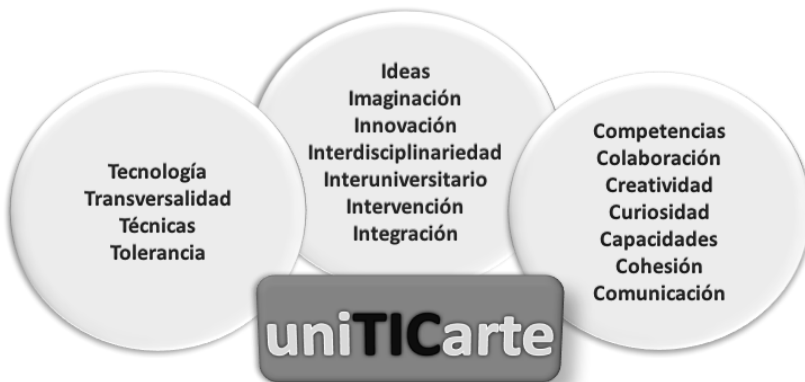 Tecnología
Transversalidad
Técnicas
Tolerancia
Ideas
Imaginación
Innovación
Interdisciplinariedad
Interuniversitario
Intervención
Integración
Competencias
Colaboración
Creatividad
Curiosidad
Capacidades
Cohesión
Comunicación
uniTICarte